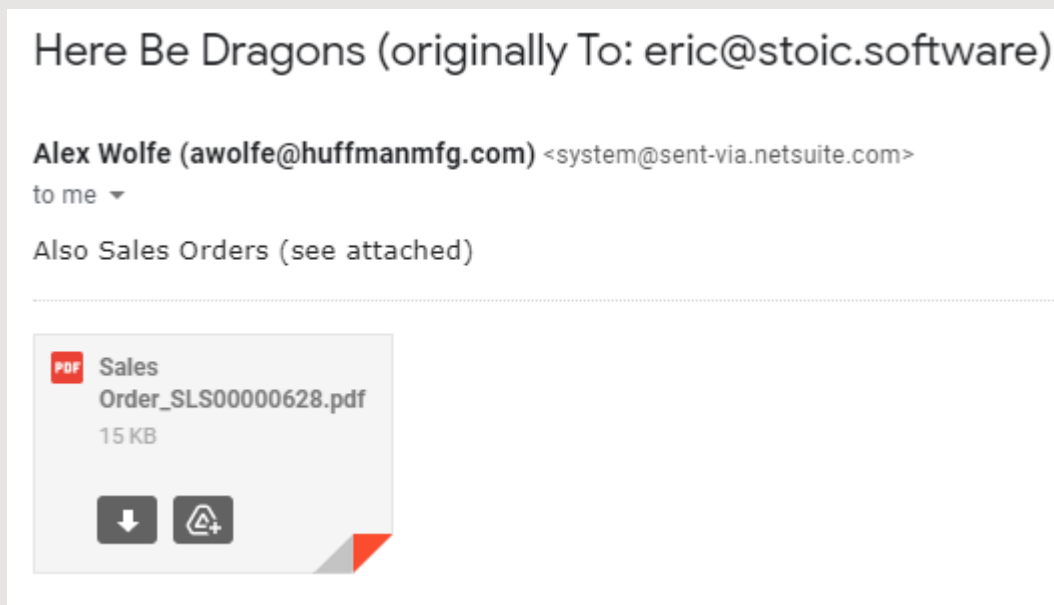 Here Be Dragons (originally To: eric@stoic.software)
Alex Wolfe (awolfe@huffmanmfg.com) <system@sent-via.netsuite.com>
to me
Also Sales Orders (see attached)
PDF Sales
Order_SLS00000628.pdf
15 KB